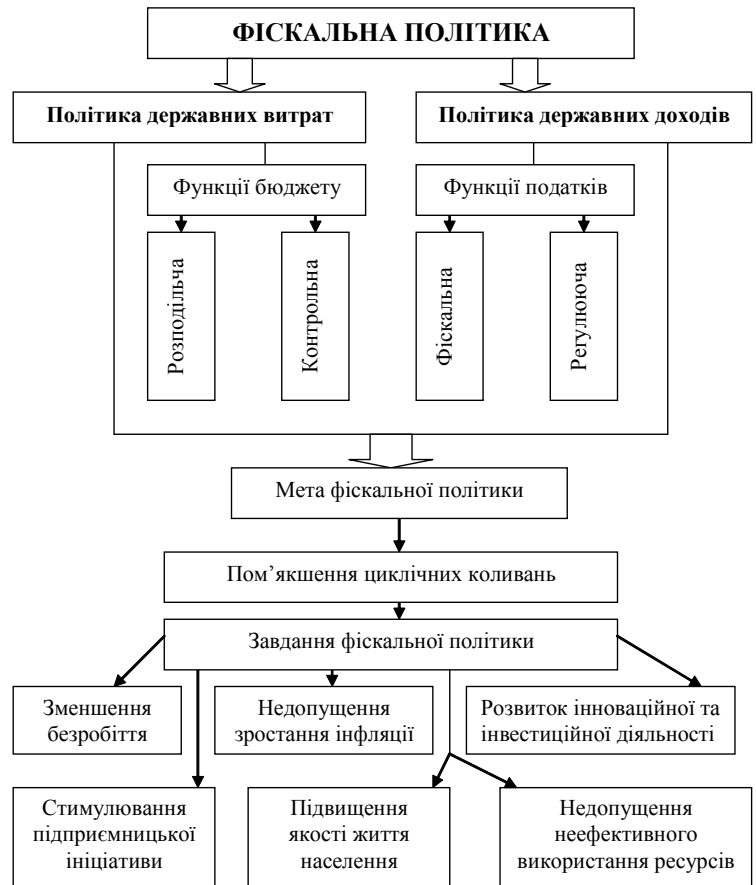 ФІСКАЛЬНА ПОЛІТИКА
Політика державних витрат
Політика державних доходів
Функції бюджету
Функції податків
Розподільча
Контрольна
Фіскальна
Регулююча
Мета фіскальної політики
Пом’якшення циклічних коливань
Завдання фіскальної політики
Зменшення
безробіття
Недопущення
зростання інфляції
Розвиток інноваційної та
інвестиційної діяльності
Стимулювання
підприємницької
ініціативи
Підвищення
якості життя
населення
Недопущення
неефективного
використання ресурсів